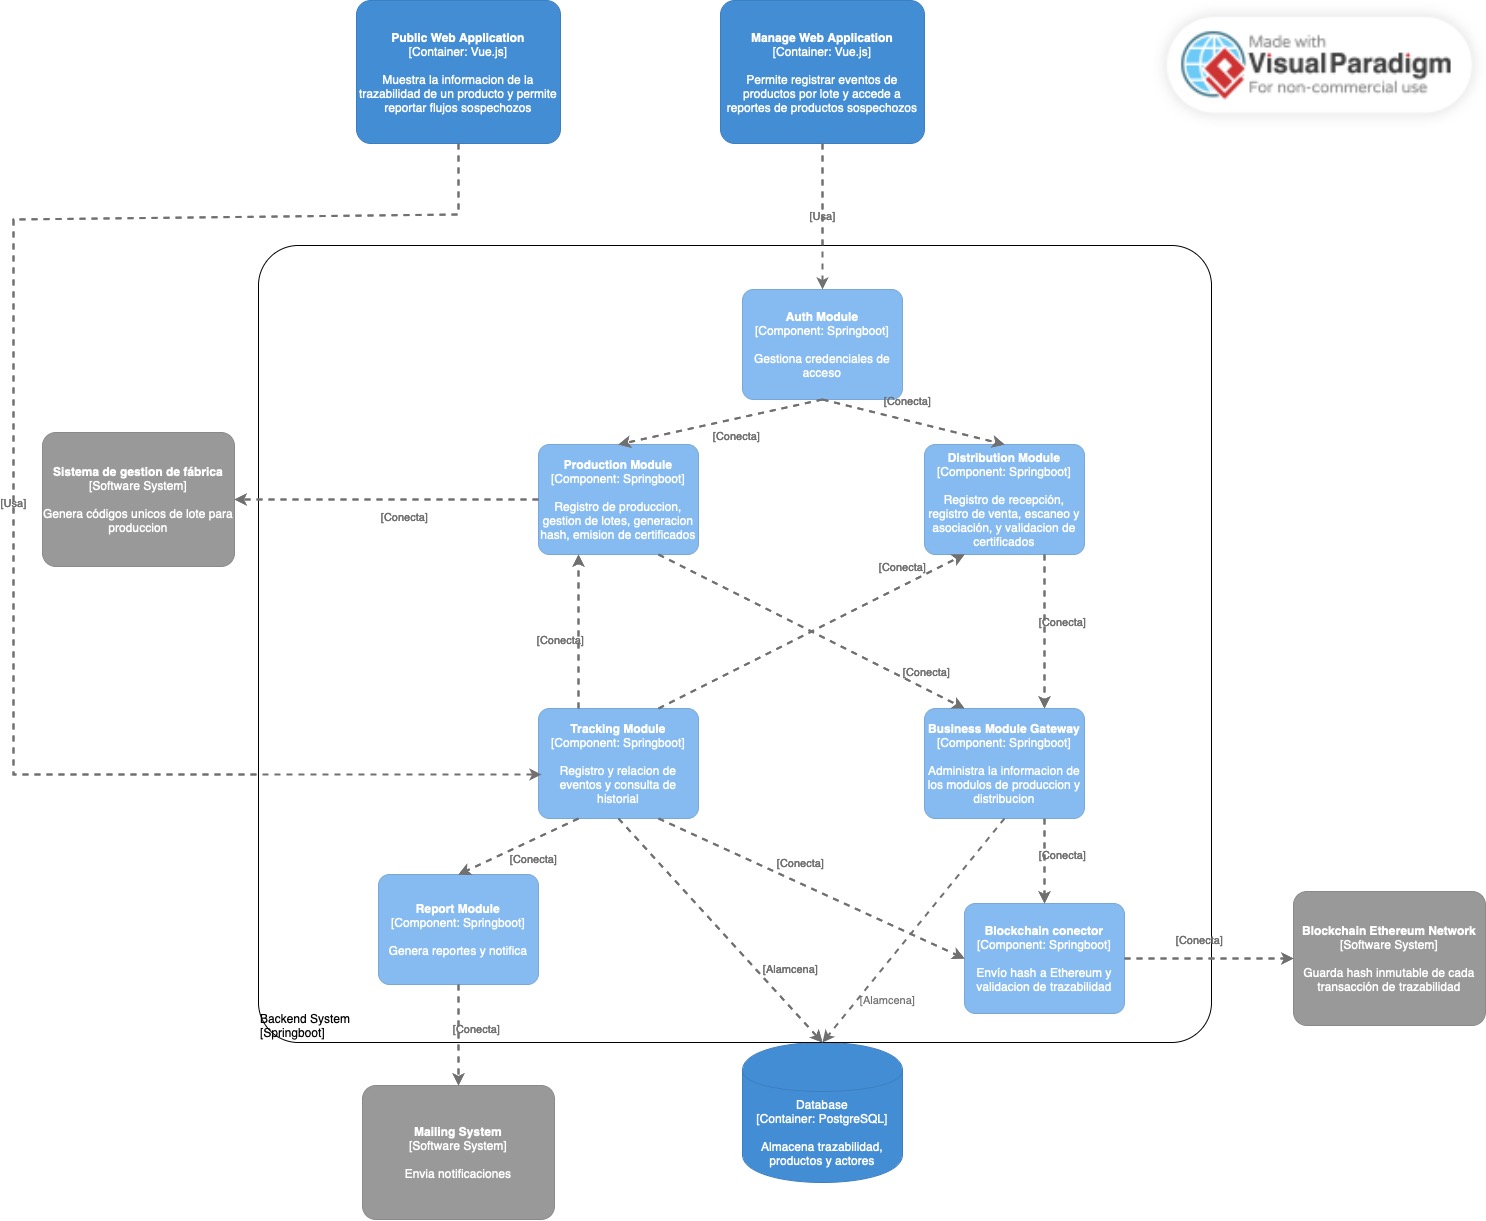 Public Web Application
[Container: Vue.js]
Muestra la informacion de la
trazabilidad de un producto y permite
reportar flujos sospechozos
Manage Web Application
[Container: Vue.js]
Permite registrar eventos de
productos por lote y accede a
reportes de productos sospechozos
Made with
VisualParadigm
For non-commercial use
[Usa]
Auth Module
[Component: Springboot]
Gestiona credenciales de
acceso
[Conecta]
[Conecta]
Sistema de gestion de fábrica
[Software System]
Genera códigos unicos de lote para
produccion
[Usa]
[Conecta]
Production Module
[Component: Springboot]
Registro de produccion,
gestion de lotes, generacion
hash, emision de certificados
Distribution Module
[Component: Springboot]
Registro de recepción,
registro de venta, escaneo y
asociación, y validacion de
certificados
[Conecta]
[Conecta]
[Conecta]
[Conecta]
Tracking Module
[Component: Springboot]
Registro y relacion de
eventos y consulta de
historial
Business Module Gateway
[Component: Springboot]
Administra la informacion de
los modulos de produccion y
distribucion
[Conecta]
[Conecta]
[Conecta]
Report Module
[Component: Springboot]
Genera reportes y notifica
Blockchain conector
[Component: Springboot]
Envío hash a Ethereum y
validacion de trazabilidad
[Conecta]
Blockchain Ethereum Network
[Software System]
Guarda hash inmutable de cada
transacción de trazabilidad
[Alamcena]
[Alamcena]
Backend System
[Springboot]
[Conecta]
Mailing System
[Software System]
Envia notificaciones
Database
[Container: PostgreSQL]
Almacena trazabilidad,
productos y actores